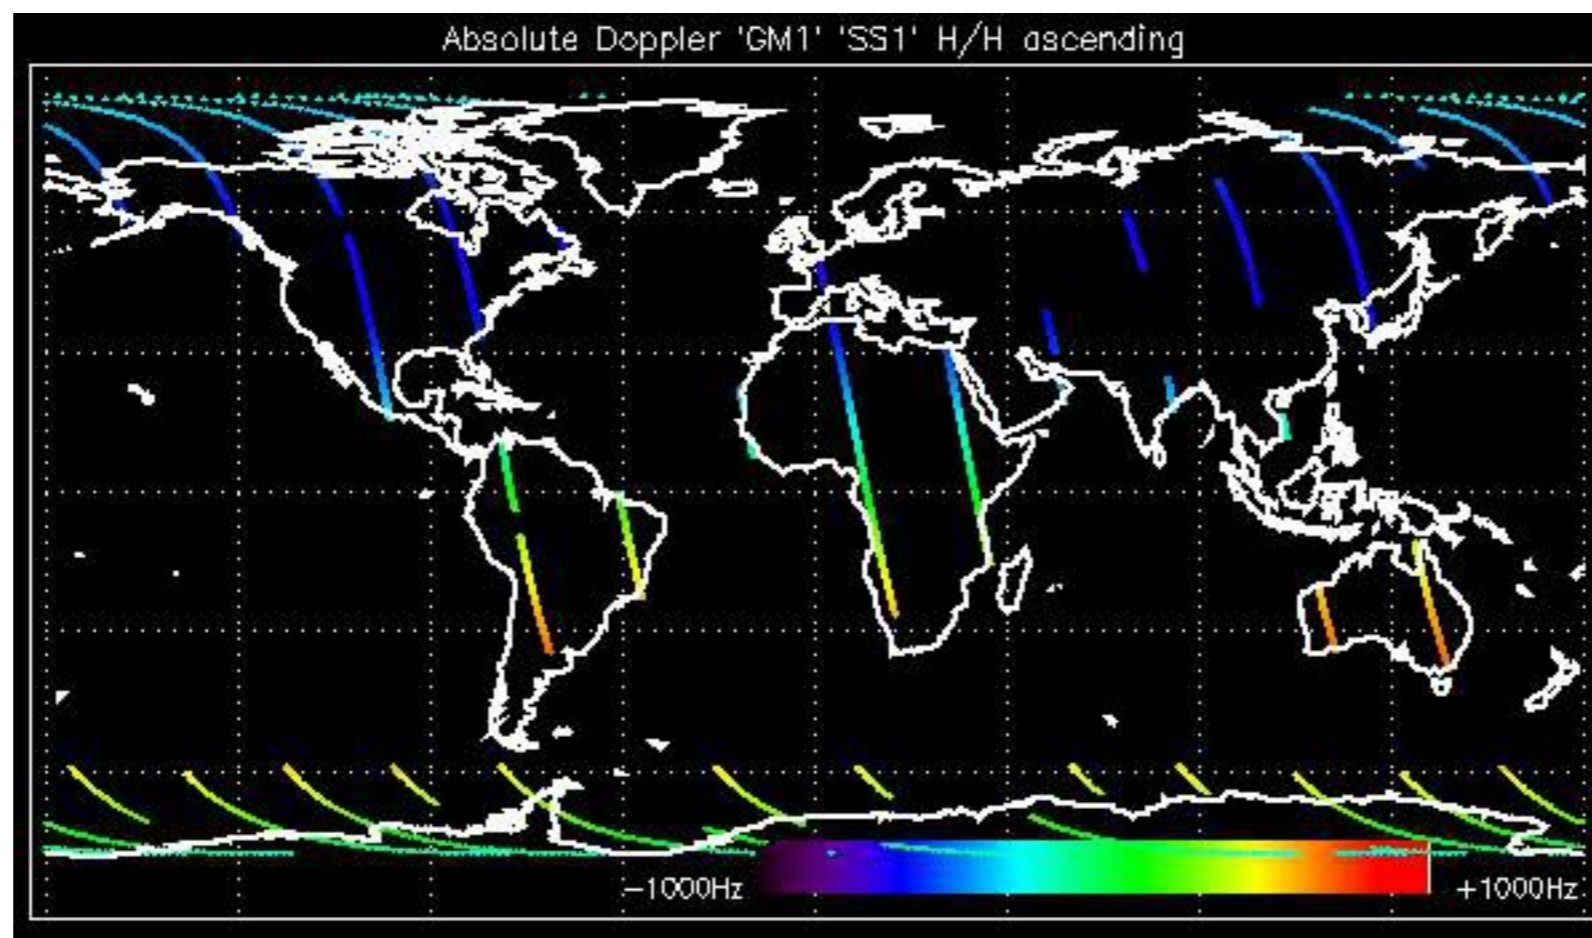 Absolute Doppler 'GM1' 'SS1' H/H ascending
-1000Hz
+1000Hz